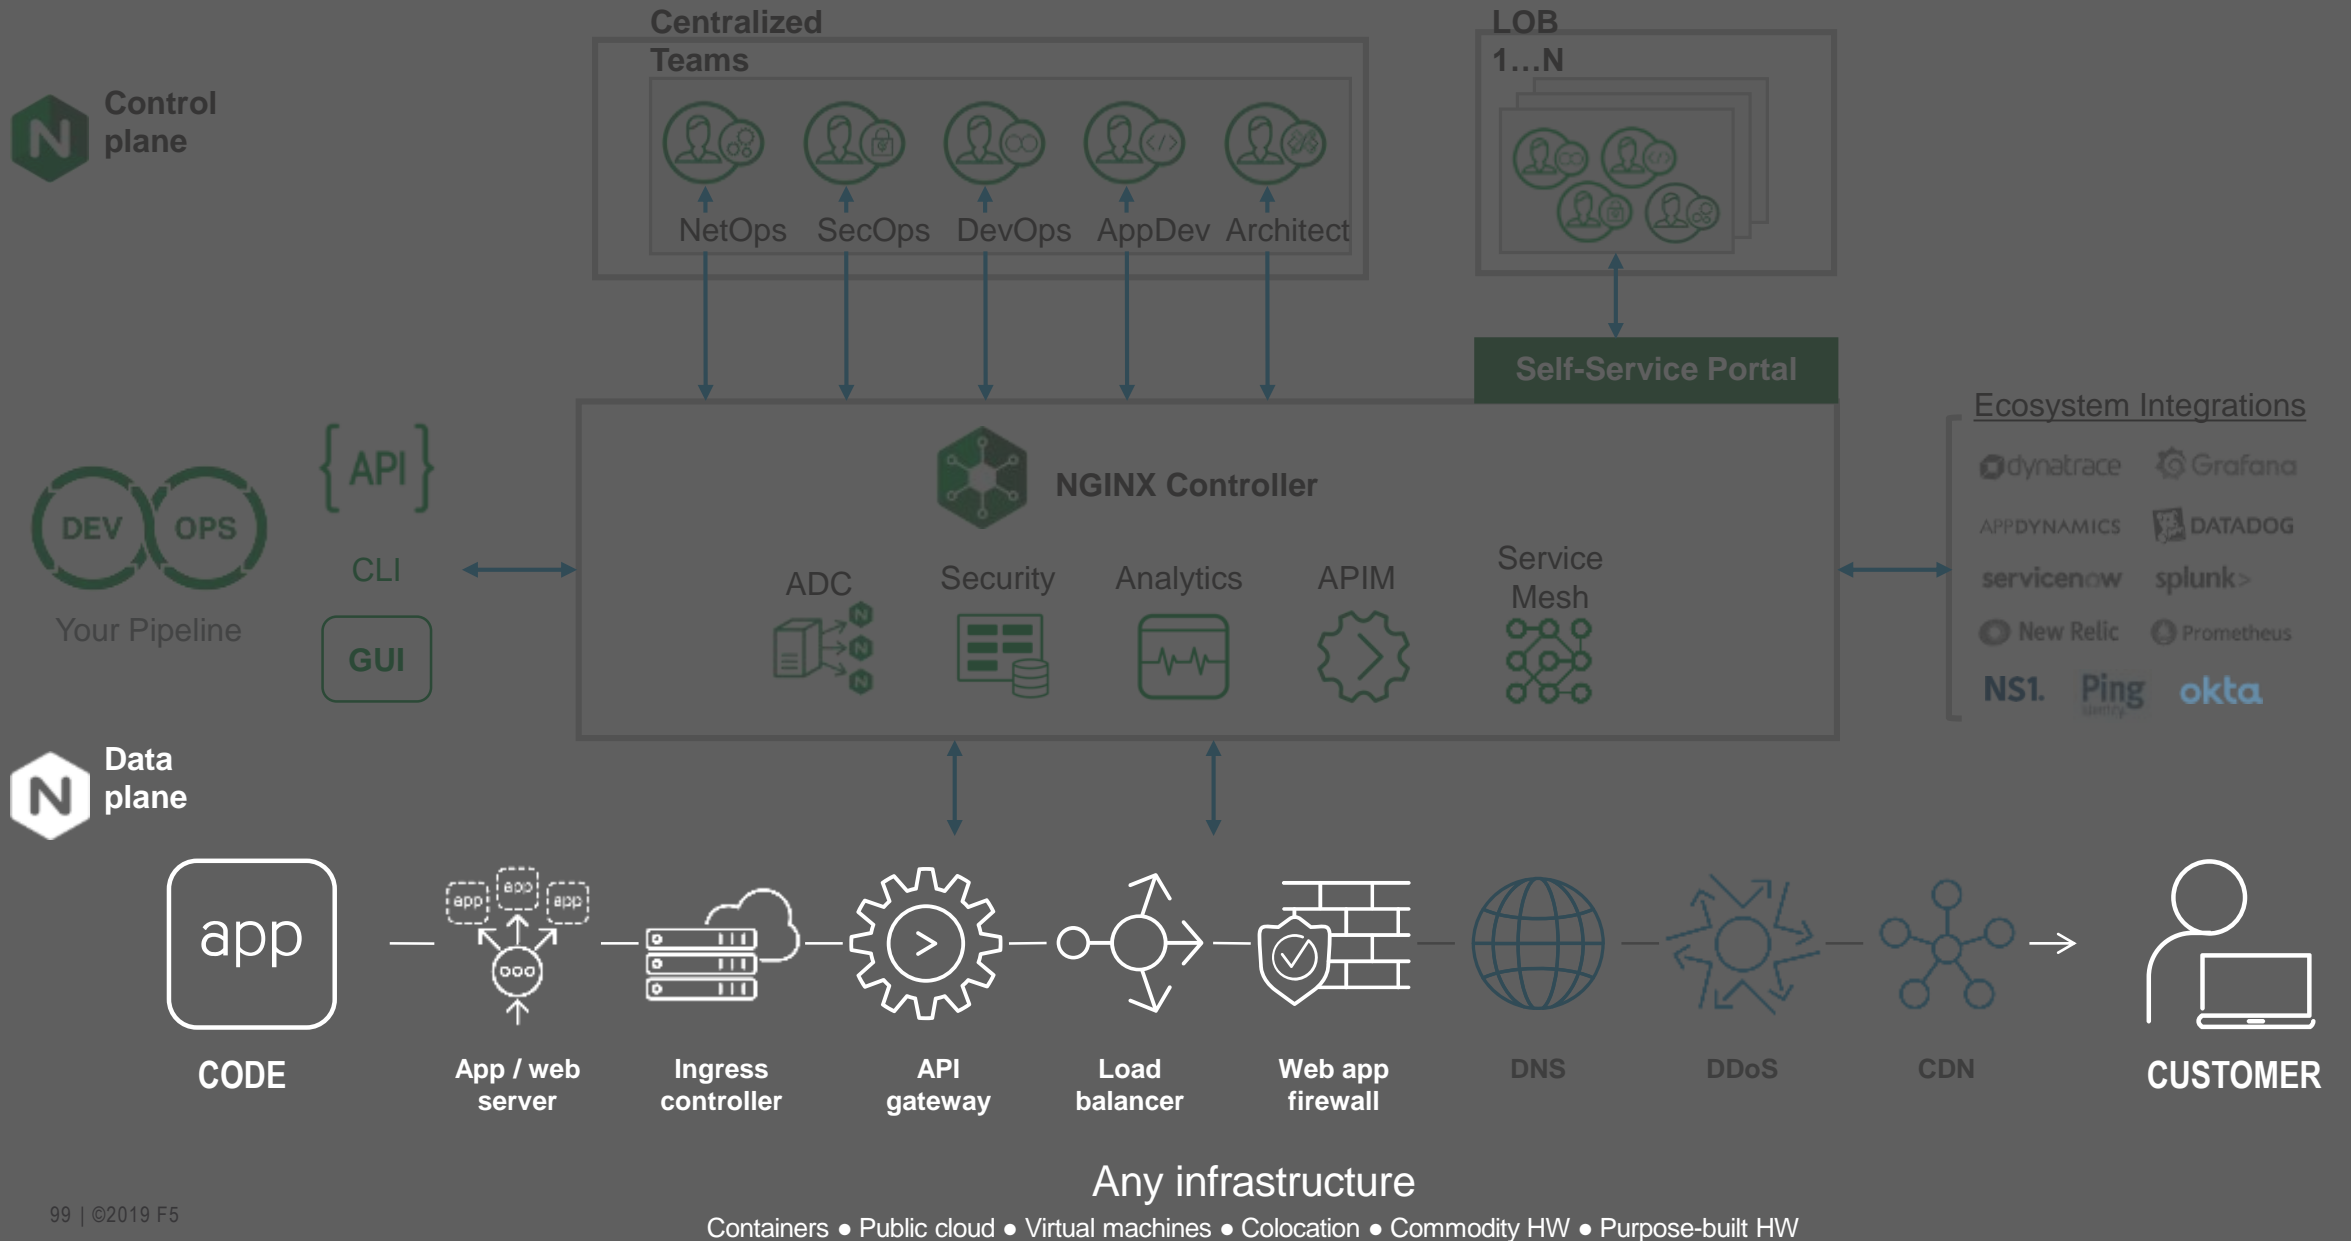 Centralized
Teams
LOB
1…N
Control
plane
NetOps
SecOps
DevOps
AppDev
Architect
Self-Service Portal
Ecosystem Integrations
{API}
DEV OPS
CLI
Your Pipeline
GUI
NGINX Controller
ADC
Security
Analytics
APIM
Service
Mesh
dynatrace
Grafana
APPDYNAMICS
DATADOG
servicenow
splunk>
New Relic
Prometheus
NS1.
Ping
okta
Data
plane
app
app
app
app
CODE
App / web
server
Ingress
controller
API
gateway
Load
balancer
Web app
firewall
DNS
DDoS
CDN
CUSTOMER
Any infrastructure
Containers ● Public cloud ● Virtual machines ● Colocation ● Commodity HW ● Purpose-built HW
99 | ©2019 F5